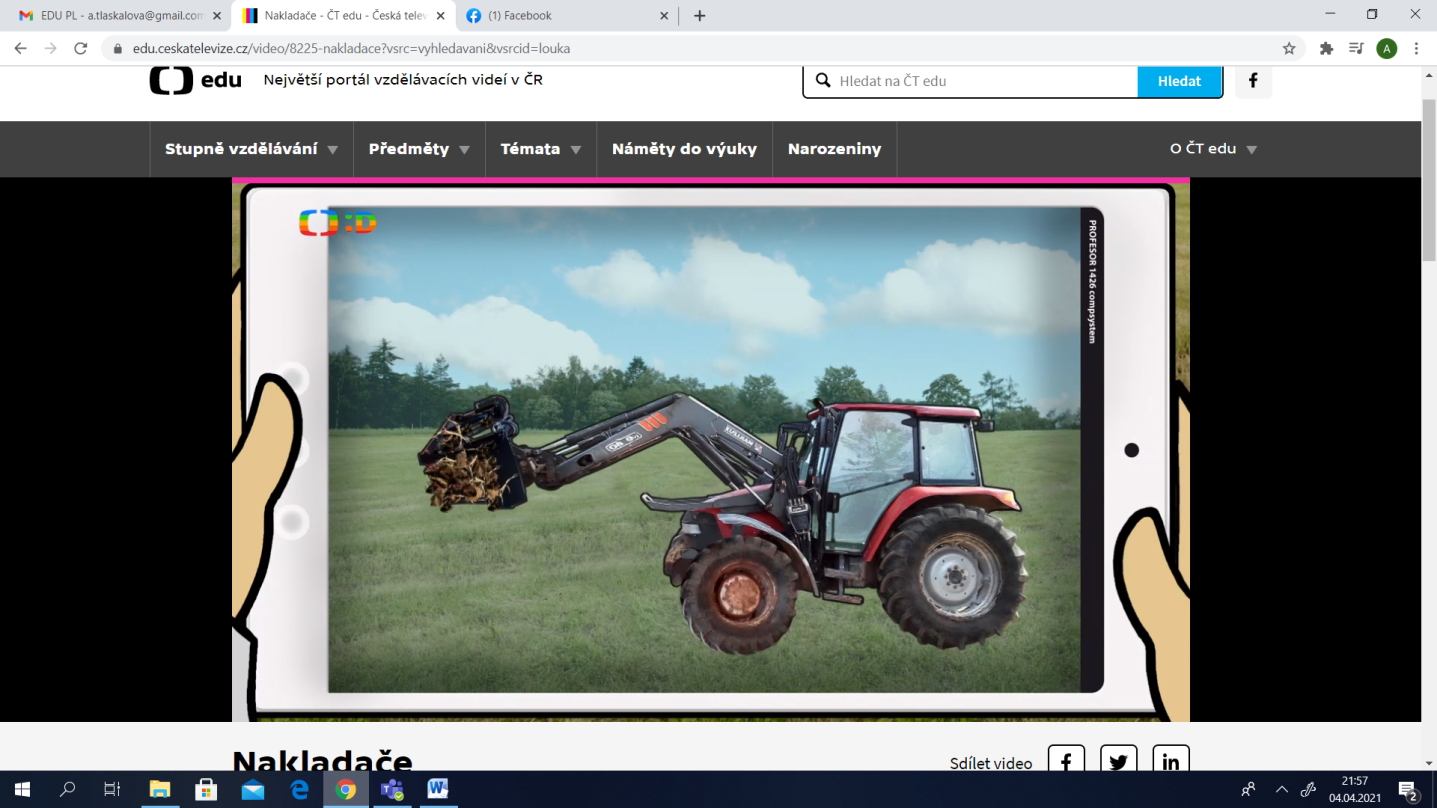 EDU PL - a.tlaskalova@gmail.com
Nakladače - ČT edu - Česká telev
(1) Facebook
edu.ceskatelevize.cz/video/8225-nakladace?vsrc=vyhledavani&vsrcid=louka
A
edu
Největší portál vzdělávacích videí v ČR
Hledat na ČT edu
Hledat
Stupně vzdělávání
Předměty
Témata
Náměty do výuky
Narozeniny
O ČT edu
:D
PROFESOR 1426 compsystem
Nakladače
Sdílet video
21:57
04.04.2021
2